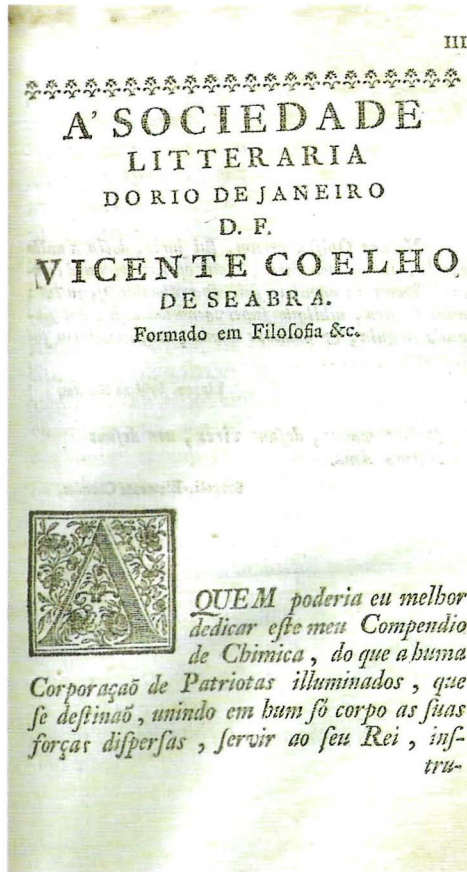 III
A' SOCIEDADE
LITTERARIA
DO RIO DE JANEIRO
D. F.
VICENTE COELHO
DE SEABRA.
Formado em Filoſofia &c.
A QUEM poderia eu melhor
dedicar eſte meu Compendio
de Chimica, do que a huma
Corporaçaõ de Patriotas illuminados, que
ſe deſtinaõ, unindo em hum ſó corpo as ſuas
forças diſperſas, ſervir ao ſeu Rei, inſ-
tru-